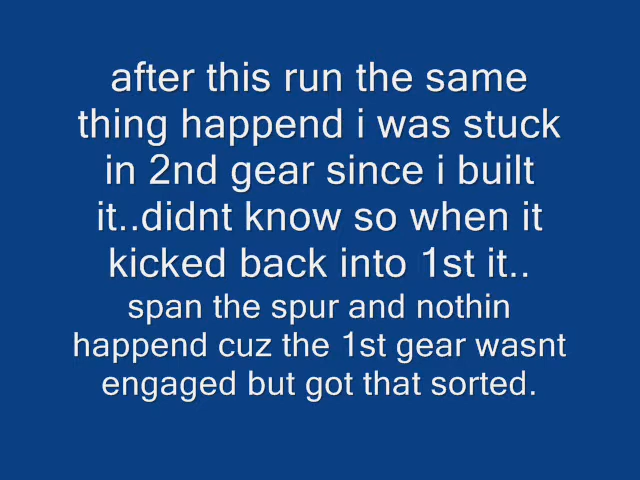 after this run the same
thing happend i was stuck
in 2nd gear since i built
it..didnt know so when it
kicked back into 1st it..
span the spur and nothin
happend cuz the 1st gear wasnt
engaged but got that sorted.